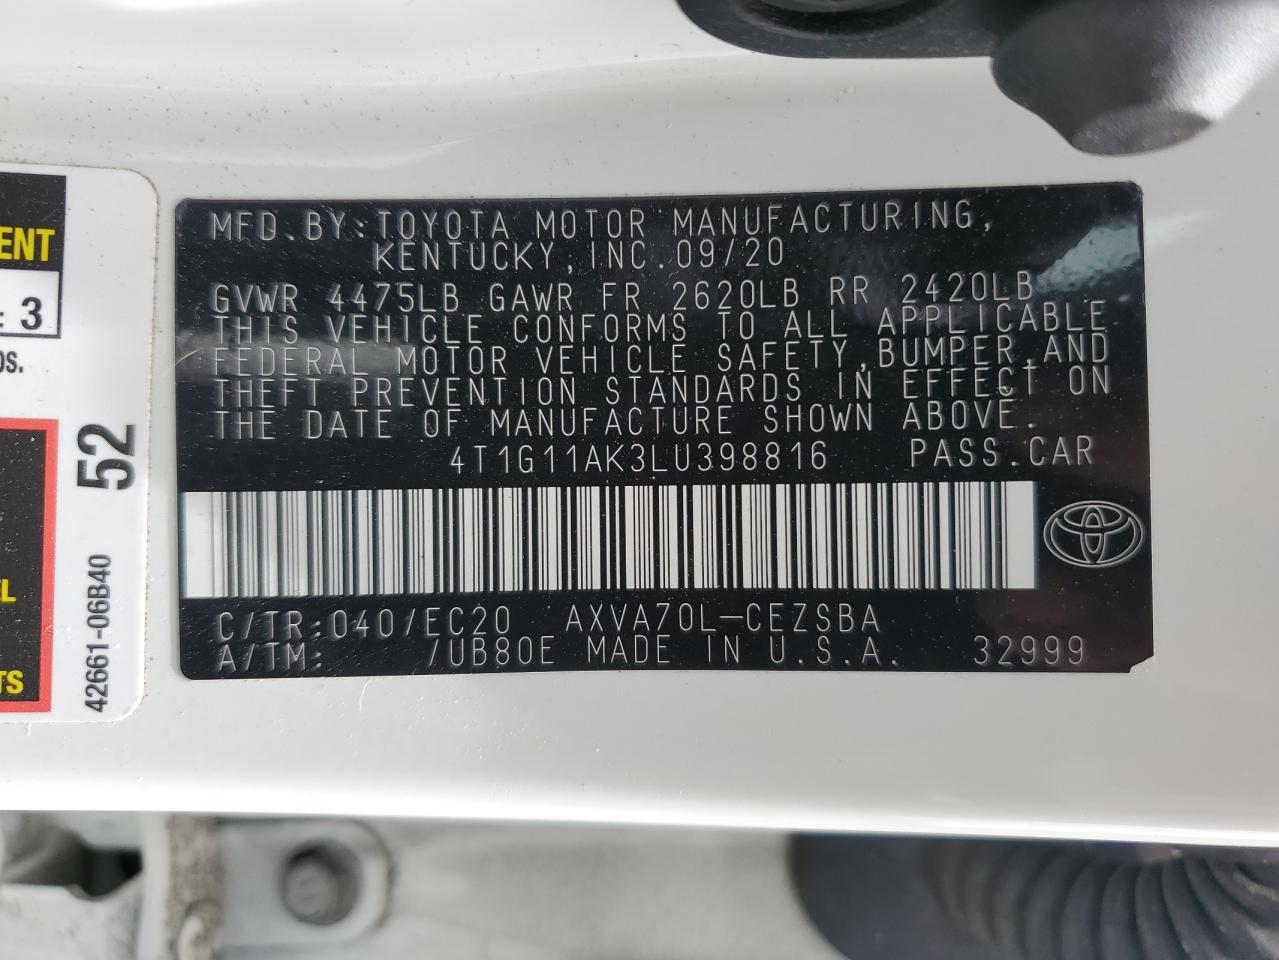 ENT
: 3
DS.
EL
TS
52
42661-06B40
MFD.BY:TOYOTA MOTOR MANUFACTURING,
KENTUCKY,INC.09/20
GVWR 4475LB GAWR FR 2620LB RR 2420LB
THIS VEHICLE CONFORMS TO ALL APPLICABLE
FEDERAL MOTOR VEHICLE SAFETY,BUMPER,AND
THEFT PREVENTION STANDARDS IN EFFECT ON
THE DATE OF MANUFACTURE SHOWN ABOVE.
4T1G11AK3LU398816 PASS.CAR
C/TR:040/EC20 AXVA70L-CEZSBA
A/TM: /UB80E MADE IN U.S.A. 32999